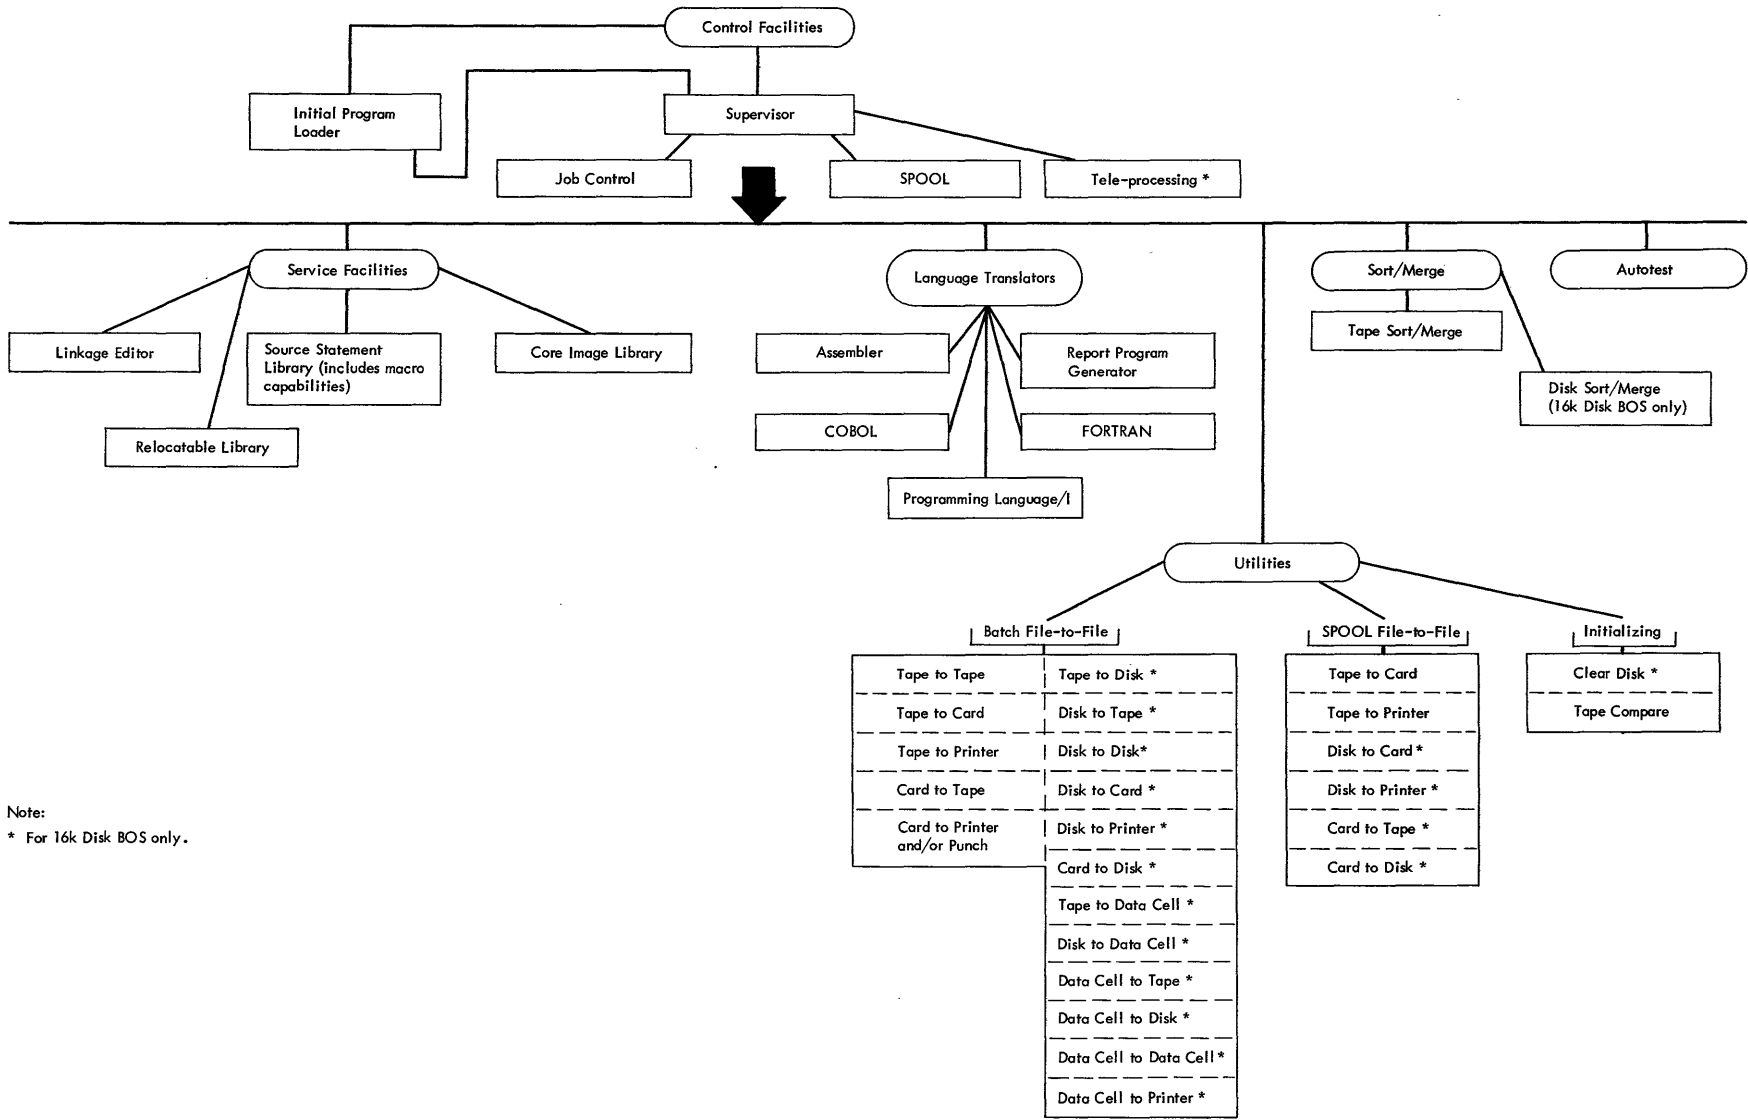 Control Facilities
Initial Program
Loader
Supervisor
Job Control
SPOOL
Tele-processing *
Service Facilities
Language Translators
Sort/Merge
Autotest
Linkage Editor
Source Statement
Library (includes macro
capabilities)
Core Image Library
Relocatable Library
Assembler
Report Program
Generator
COBOL
FORTRAN
Programming Language/I
Tape Sort/Merge
Disk Sort/Merge
(16k Disk BOS only)
Utilities
Batch File-to-File
Tape to Tape
Tape to Card
Tape to Printer
Card to Tape
Card to Printer
and/or Punch
Tape to Disk *
Disk to Tape *
Disk to Disk*
Disk to Card *
Disk to Printer *
Card to Disk *
Tape to Data Cell *
Disk to Data Cell *
Data Cell to Tape *
Data Cell to Disk *
Data Cell to Data Cell *
Data Cell to Printer *
SPOOL File-to-File
Tape to Card
Tape to Printer
Disk to Card *
Disk to Printer *
Card to Tape *
Card to Disk *
Initializing
Clear Disk *
Tape Compare
Note:
* For 16k Disk BOS only.